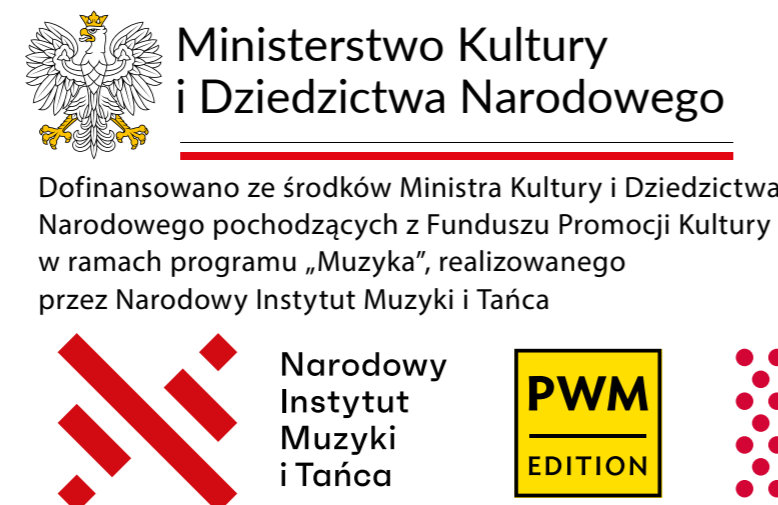 Ministerstwo Kultury
i Dziedzictwa Narodowego
Dofinansowano ze środków Ministra Kultury i Dziedzictwa
Narodowego pochodzących z Funduszu Promocji Kultury
w ramach programu „Muzyka”, realizowanego
przez Narodowy Instytut Muzyki i Tańca
Narodowy
Instytut
Muzyki
i Tańca
PWM
EDITION